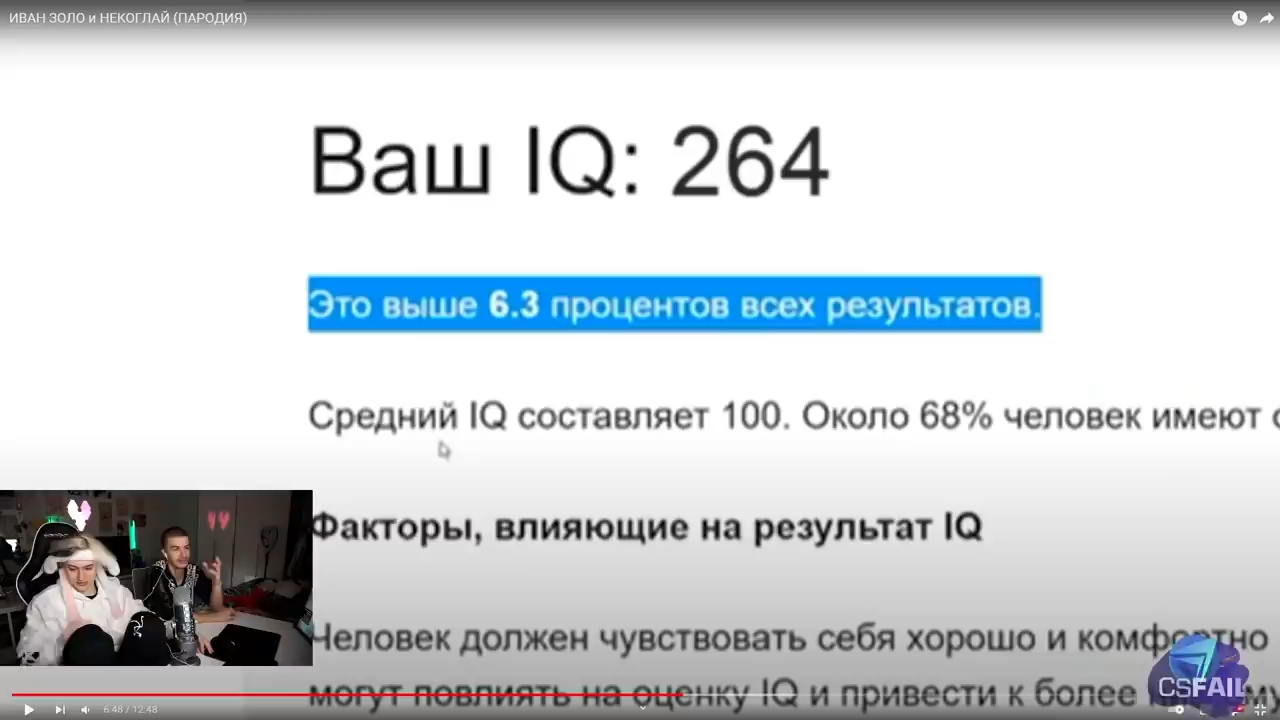 ИВАН ЗОЛО и НЕКОГЛАЙ (ПАРОДИЯ)
Ваш IQ: 264
Это выше 6.3 процентов всех результатов.
Средний IQ составляет 100. Около 68% человек имеют
Факторы, влияющие на результат IQ
Человек должен чувствовать себя хорошо и комфортно
могут повлиять на оценку IQ и привести к более
CSFAIL
6:48 / 12:48